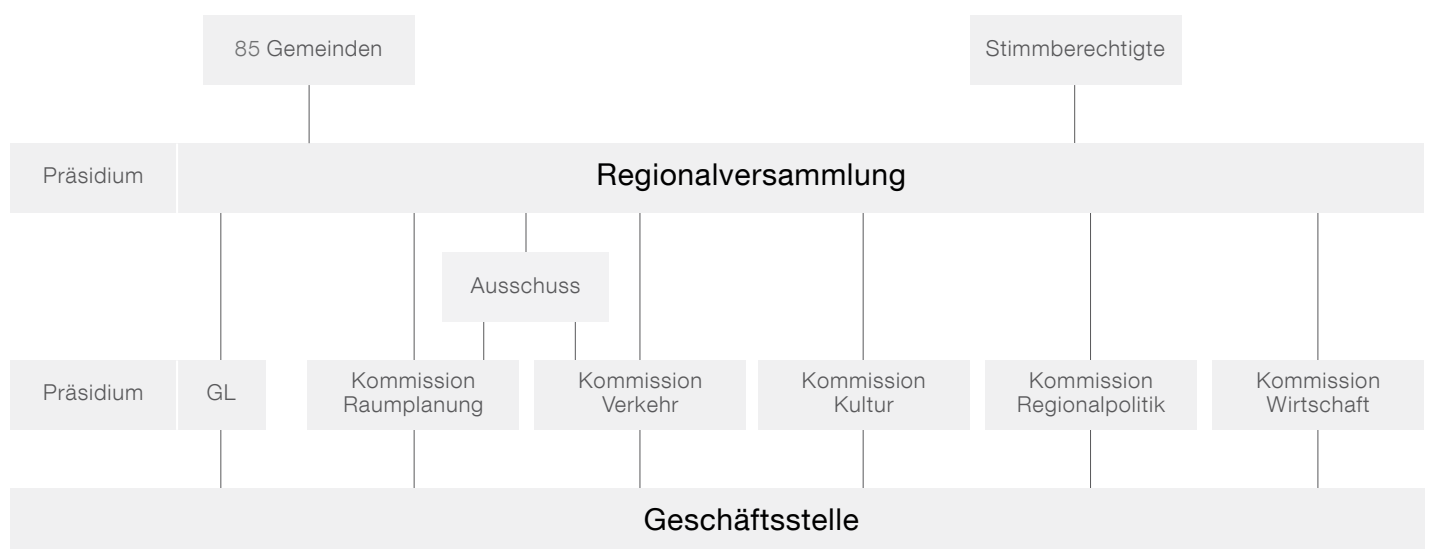 85 Gemeinden
Stimmberechtigte
Präsidium
Regionalversammlung
Ausschuss
Präsidium
GL
Kommission
Raumplanung
Kommission
Verkehr
Kommission
Kultur
Kommission
Regionalpolitik
Kommission
Wirtschaft
Geschäftsstelle